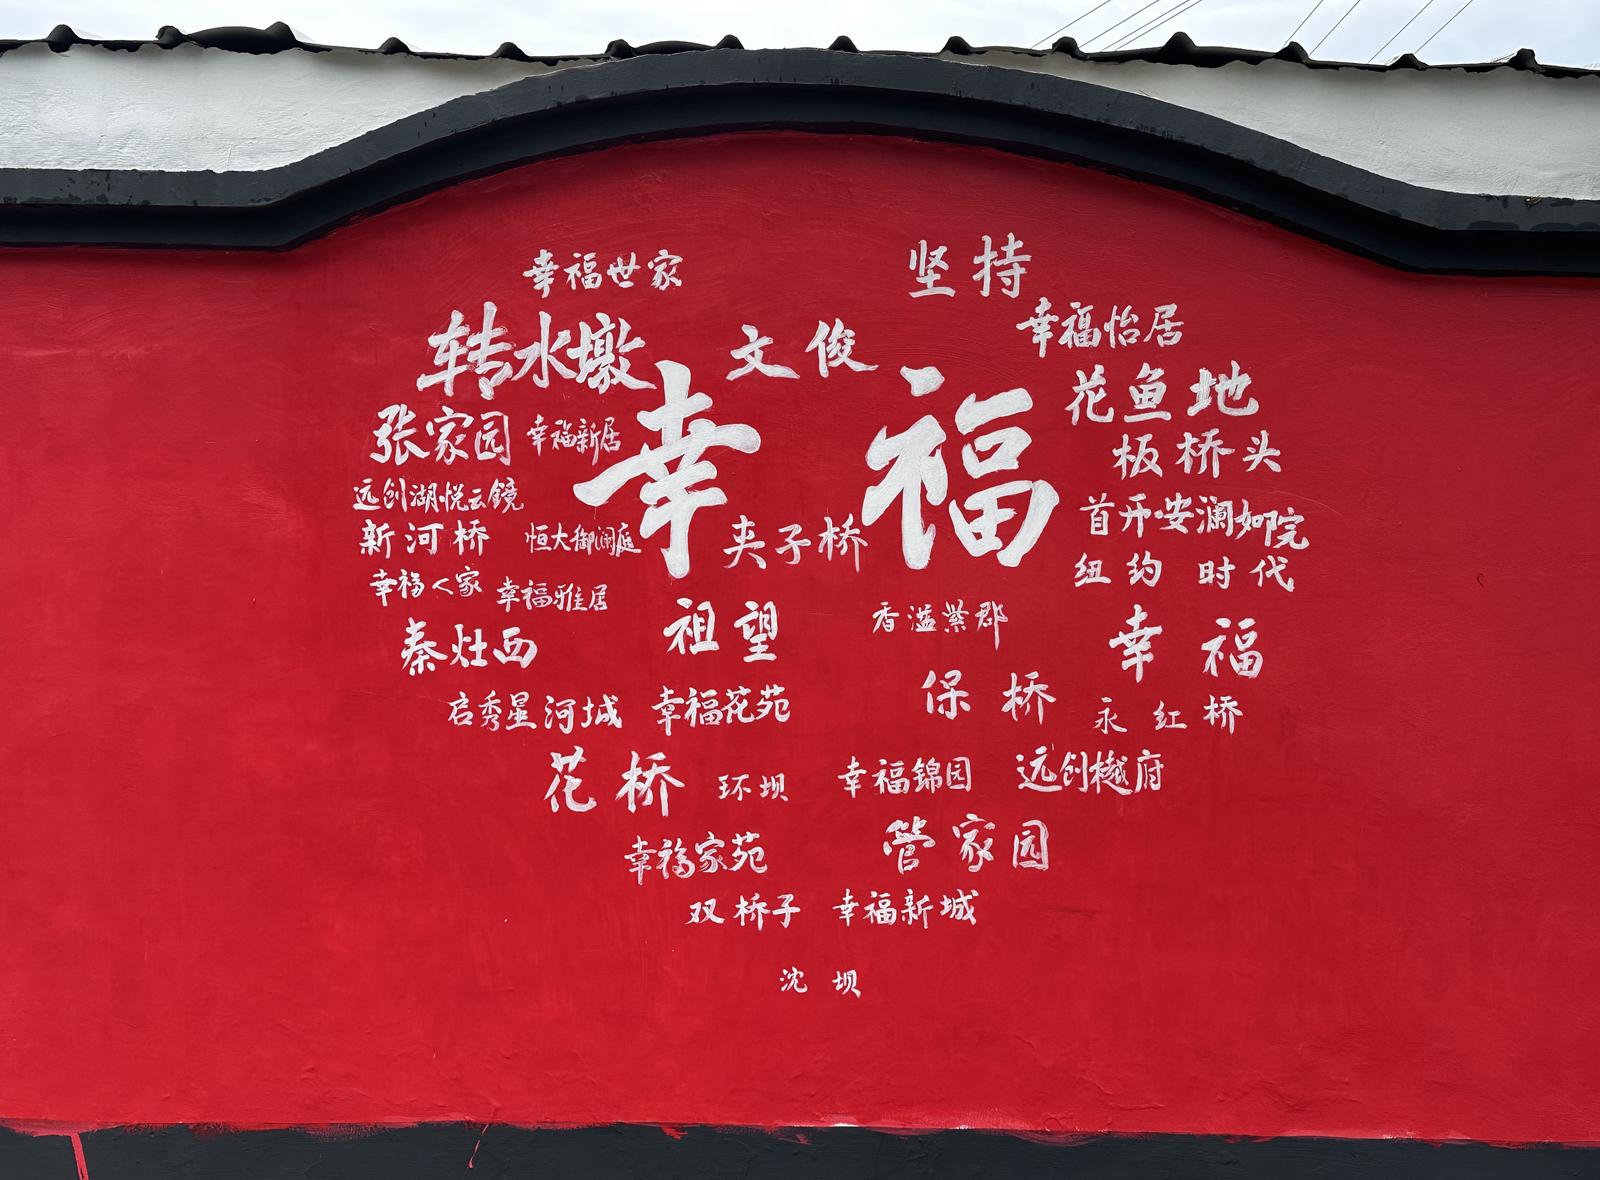 幸福世家
坚持
转水墩
文俊
幸福怡居
幸福
花鱼地
张家园
幸福新居
板桥头
远创湖悦云镜
首开·安澜如院
新河桥
恒大御澜庭
夹子桥
纽约 时代
幸福人家
幸福雅居
秦灶西
祖望
香溢紫郡
幸福
启秀星河城
幸福花苑
保桥
永红桥
花桥
环坝
幸福锦园
远创樾府
幸福家苑
管家园
双桥子
幸福新城
沈坝